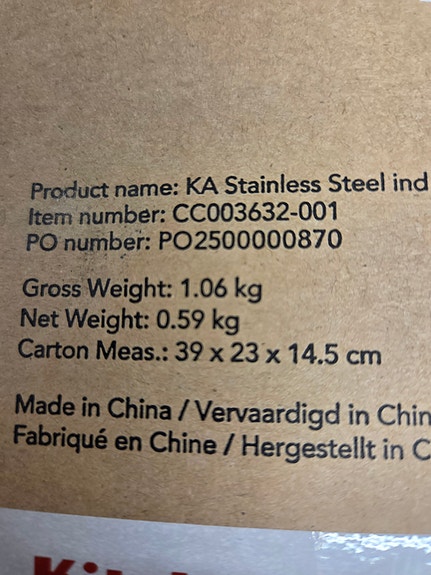 Product name: KA Stainless Steel ind
Item number: CC003632-001
PO number: PO2500000870
Gross Weight: 1.06 kg
Net Weight: 0.59 kg
Carton Meas.: 39 x 23 x 14.5 cm
Made in China / Vervaardigd in Chin
Fabriqué en Chine / Hergestellt in C